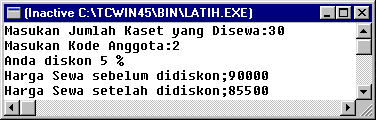 (Inactive C:\TCWIN45\BIN\LATIH.EXE)
Masukan Jumlah Kaset yang Disewa:30
Masukan Kode Anggota:2
Anda diskon 5 %
Harga Sewa sebelum didiskon;90000
Harga Sewa setelah didiskon;85500